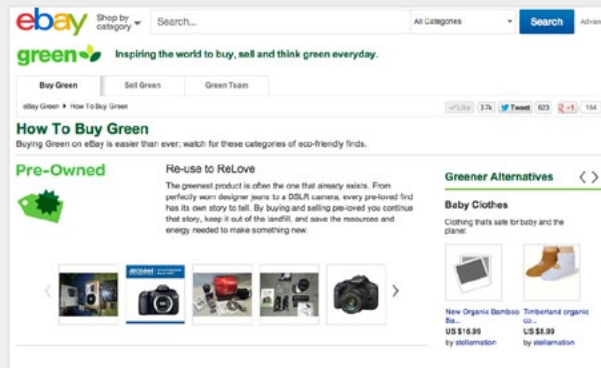 ebay
Shop by
category
Search...
All Categories
Search
green
Inspiring the world to buy, sell and think green everyday.
Buy Green
Sell Green
Green Team
eBay Green
How To Buy Green
Like
37k
Tweet
623
+1
164
How To Buy Green
Buying Green on eBay is easier than ever: watch for these categories of eco-friendly finds.
Pre-Owned
Re-use to ReLove
The greenest product is often the one that already exists. From
perfectly worn designer jeans to a DSLR camera, every pre-loved find
has its own story to tell. By buying and selling pre-loved you continue
that story, keep it out of the landfill, and save the resources and
energy needed to make something new.
Greener Alternatives
Baby Clothes
Clothing thats safe for baby and the
planet
New Organic Bamboo
Ba...
US $16.99
by stellarnation
Timberland organic
co...
US $8.99
by stellarnation